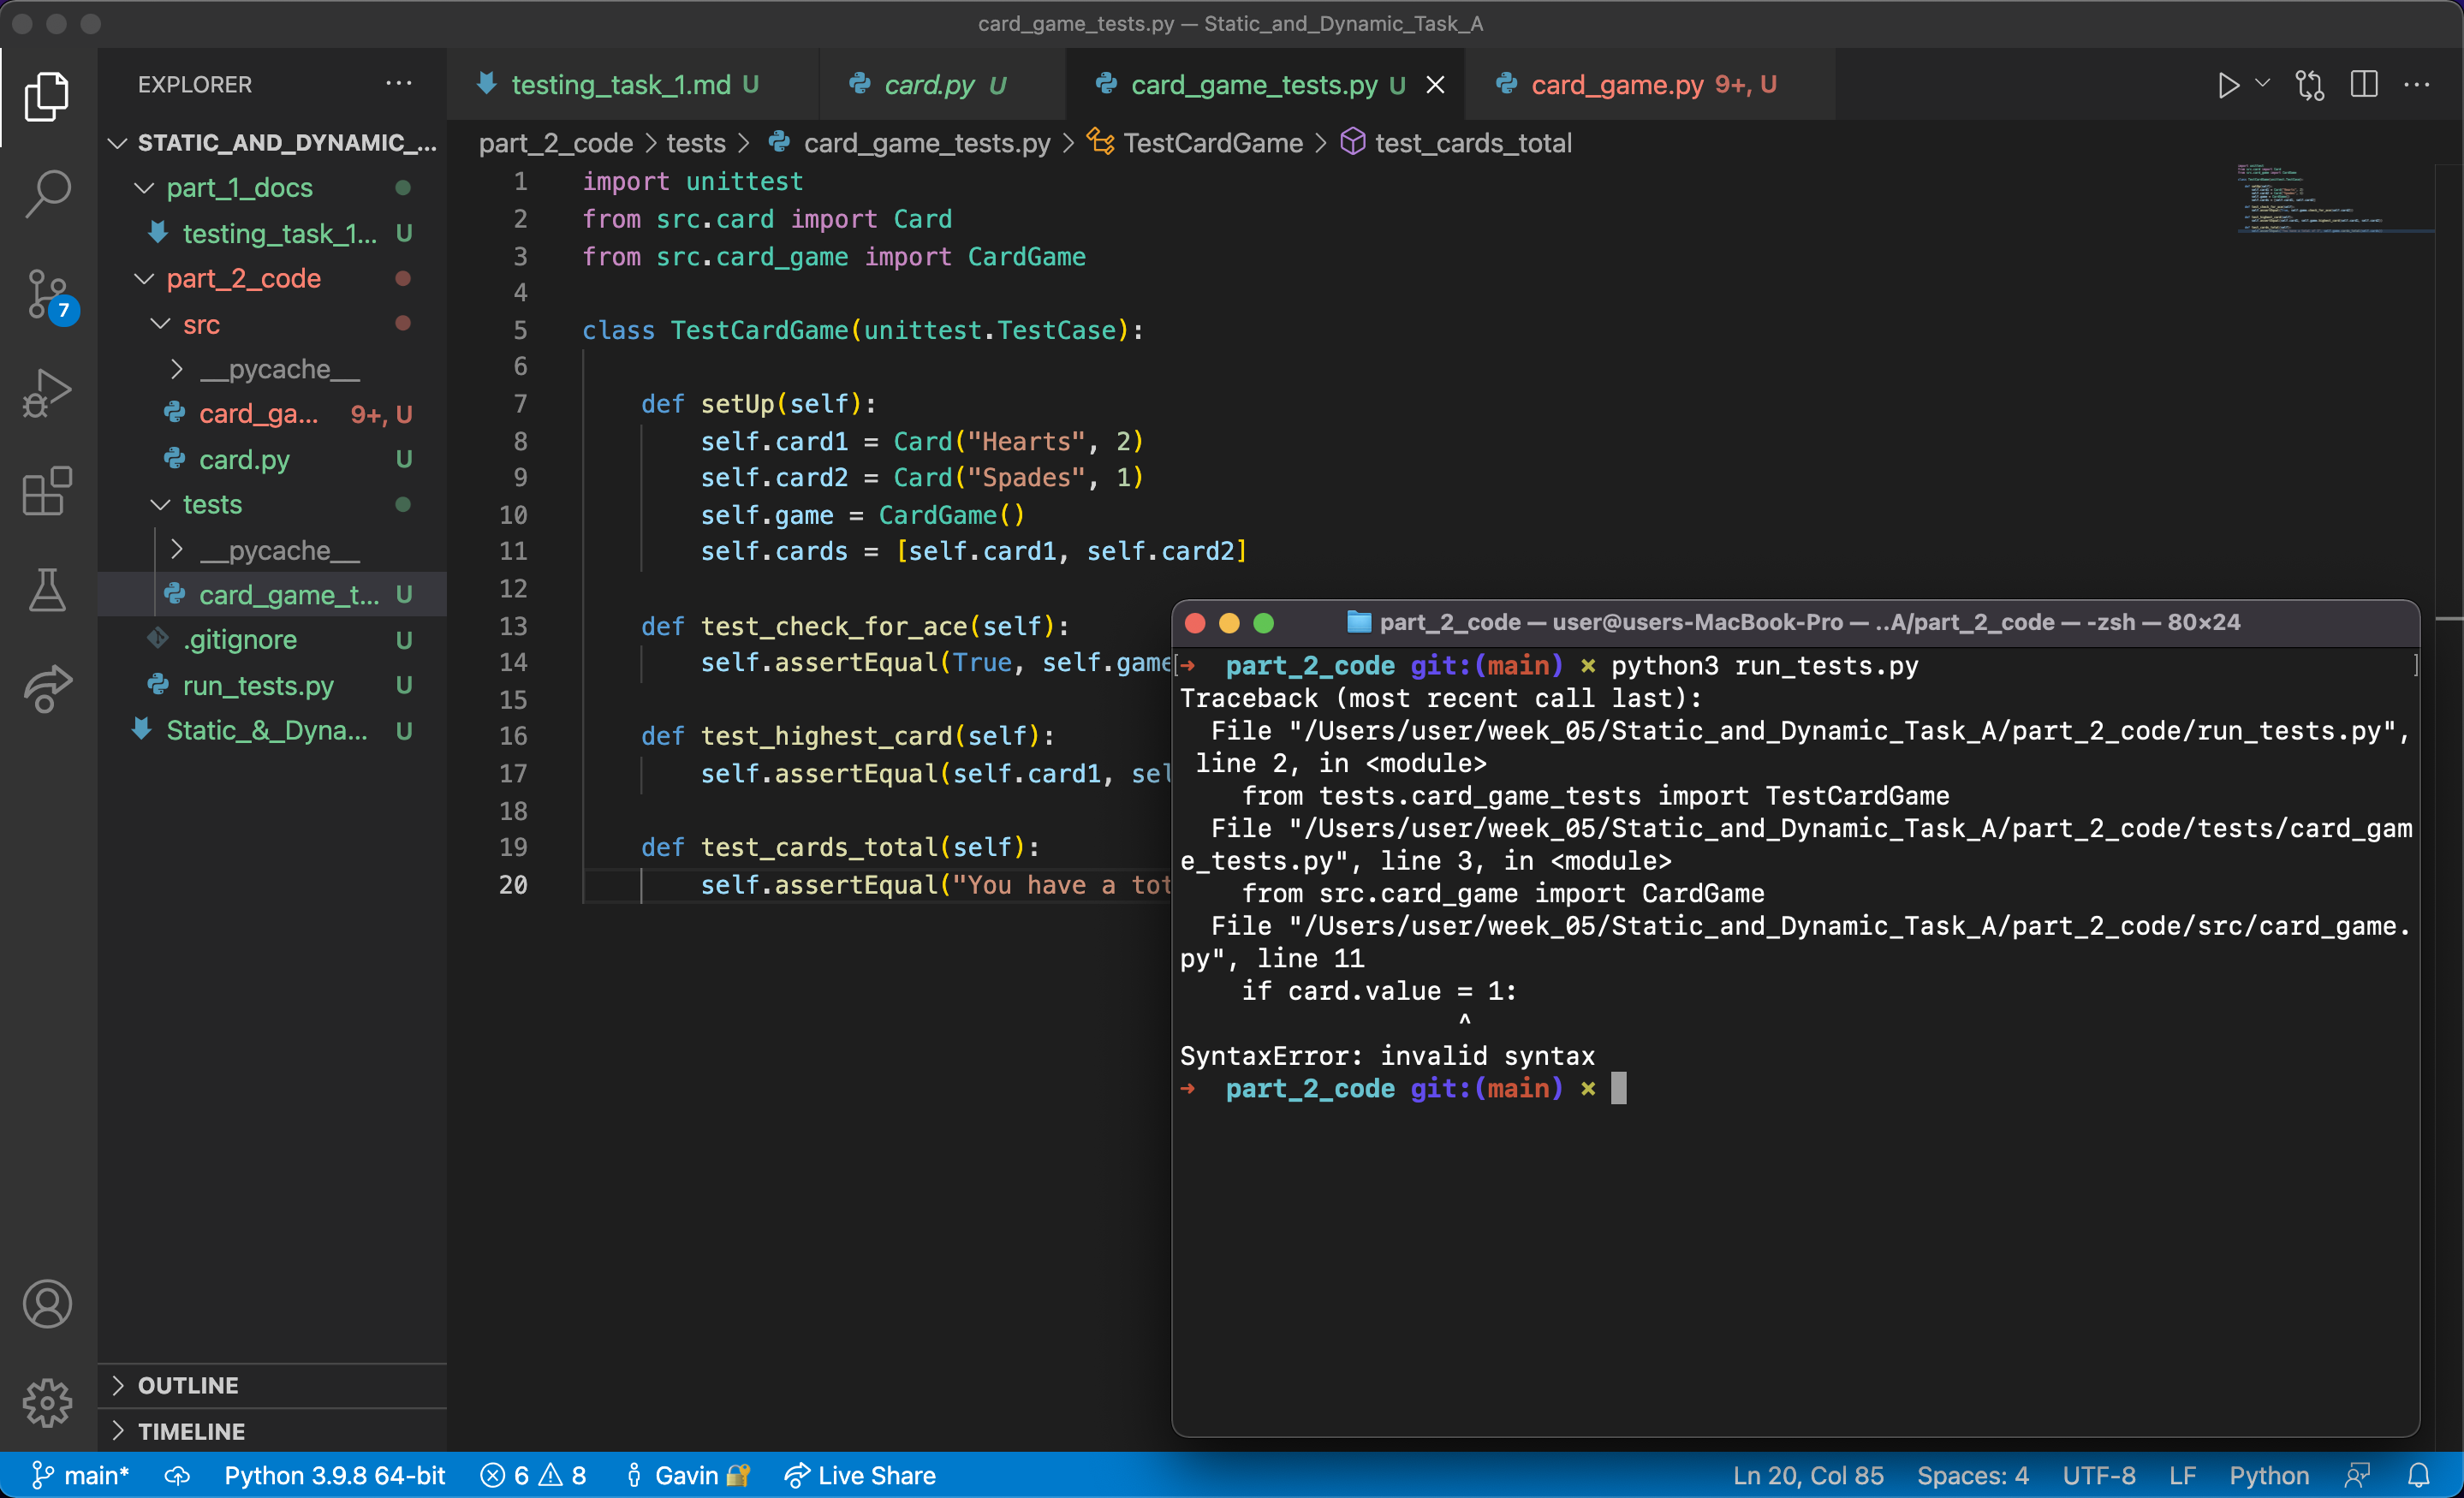 card_game_tests.py — Static_and_Dynamic_Task_A
EXPLORER
STATIC_AND_DYNAMIC_...
part_1_docs
testing_task_1... U
part_2_code
src
__pycache__
card_ga... 9+, U
card.py U
tests
__pycache__
card_game_t... U
.gitignore U
run_tests.py U
Static_&_Dyna... U
7
OUTLINE
TIMELINE
testing_task_1.md U
card.py U
card_game_tests.py U
card_game.py 9+, U
part_2_code > tests > card_game_tests.py > TestCardGame > test_cards_total
1 import unittest
2 from src.card import Card
3 from src.card_game import CardGame
4
5 class TestCardGame(unittest.TestCase):
6
7 def setUp(self):
8 self.card1 = Card("Hearts", 2)
9 self.card2 = Card("Spades", 1)
10 self.game = CardGame()
11 self.cards = [self.card1, self.card2]
12
13 def test_check_for_ace(self):
14 self.assertEqual(True, self.game
15
16 def test_highest_card(self):
17 self.assertEqual(self.card1, sel
18
19 def test_cards_total(self):
20 self.assertEqual("You have a tot
part_2_code — user@users-MacBook-Pro — ..A/part_2_code — -zsh — 80×24
[➜ part_2_code git:(main) × python3 run_tests.py ]
Traceback (most recent call last):
File "/Users/user/week_05/Static_and_Dynamic_Task_A/part_2_code/run_tests.py",
line 2, in <module>
from tests.card_game_tests import TestCardGame
File "/Users/user/week_05/Static_and_Dynamic_Task_A/part_2_code/tests/card_gam
e_tests.py", line 3, in <module>
from src.card_game import CardGame
File "/Users/user/week_05/Static_and_Dynamic_Task_A/part_2_code/src/card_game.
py", line 11
if card.value = 1:
^
SyntaxError: invalid syntax
➜ part_2_code git:(main) ×
main* Python 3.9.8 64-bit 6 8 Gavin Live Share Ln 20, Col 85 Spaces: 4 UTF-8 LF Python